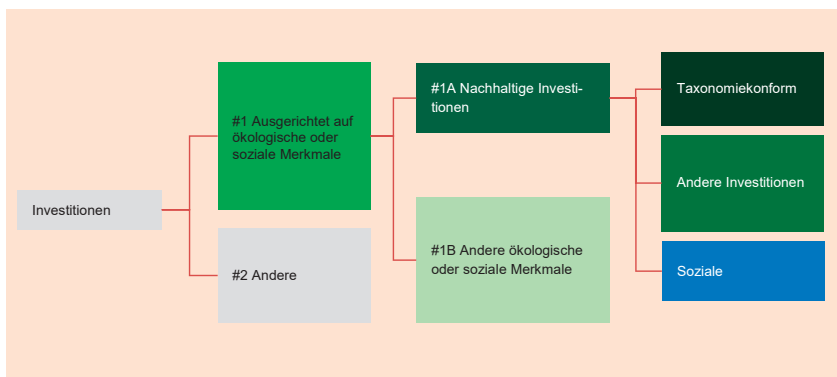 Investitionen
#1 Ausgerichtet auf
ökologische oder
soziale Merkmale
#2 Andere
#1A Nachhaltige Investi-
tionen
#1B Andere ökologische
oder soziale Merkmale
Taxonomiekonform
Andere Investitionen
Soziale